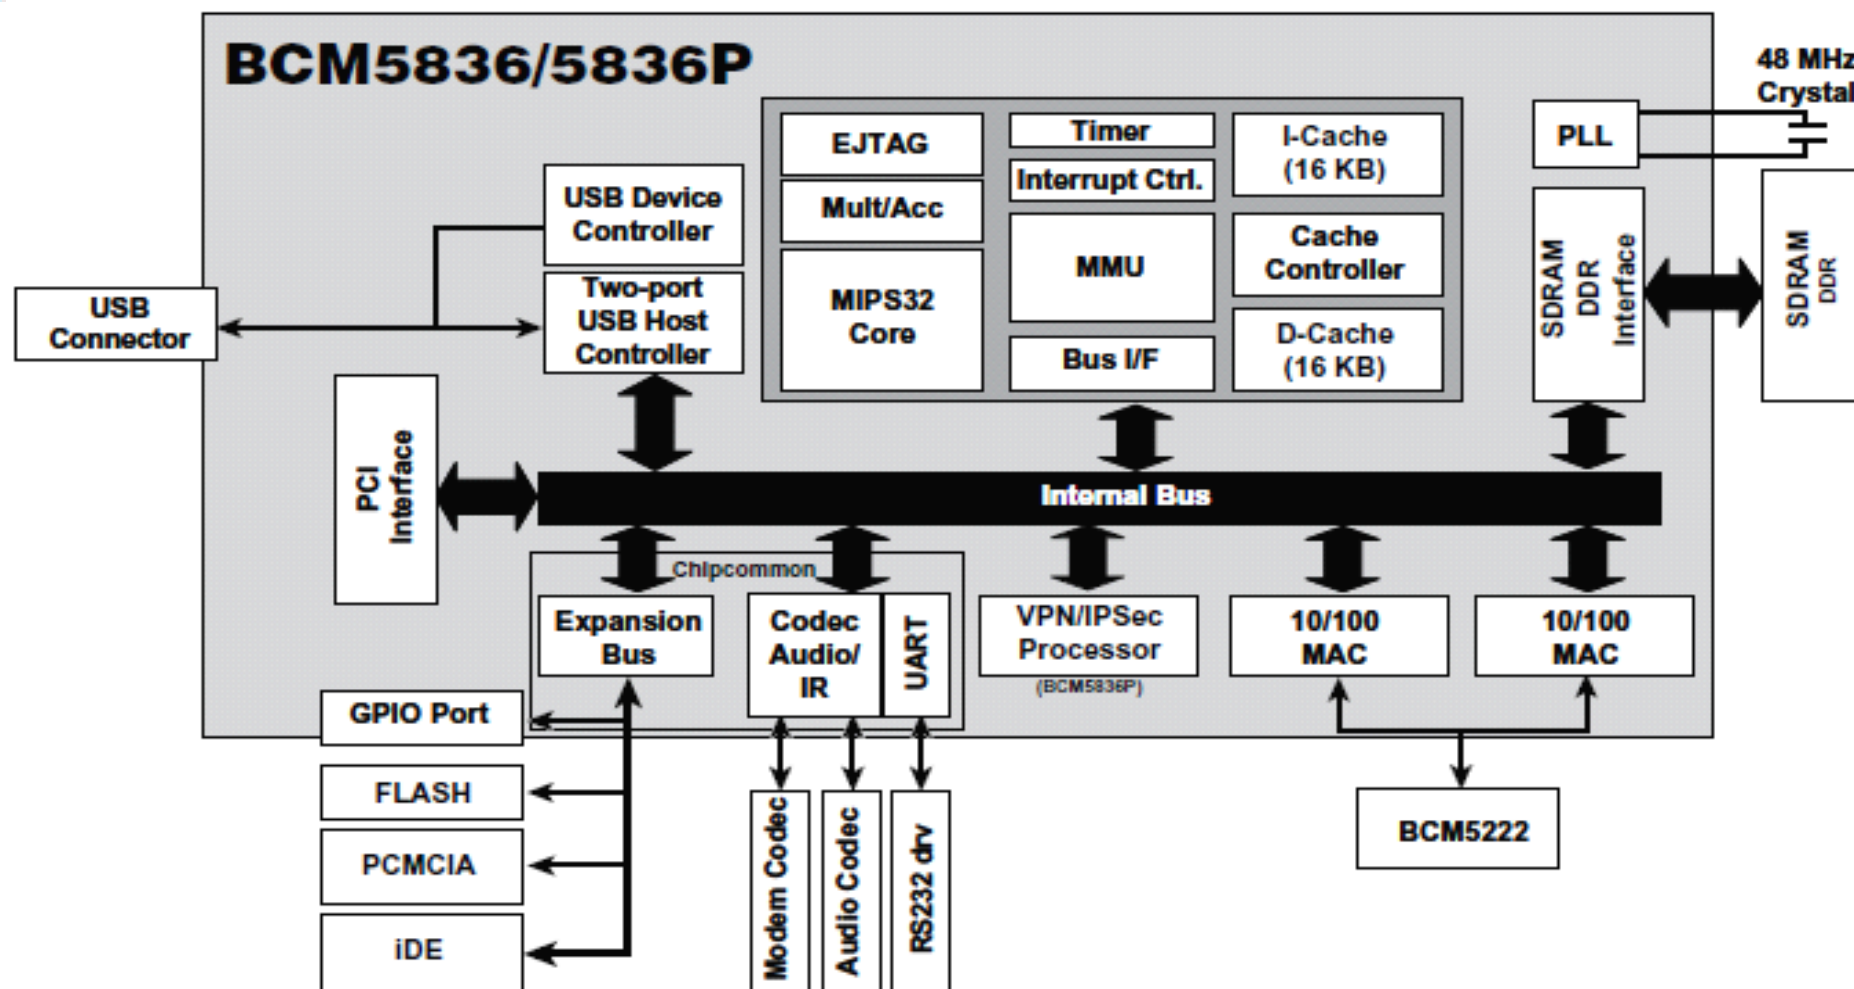 BCM5836/5836P
48 MHz
Crystal
EJTAG
Timer
I-Cache
(16 KB)
PLL
Mult/Acc
Interrupt Ctrl.
USB Device
Controller
MMU
Cache
Controller
SDRAM
DDR
Interface
SDRAM
DDR
USB
Connector
Two-port
USB Host
Controller
MIPS32
Core
Bus I/F
D-Cache
(16 KB)
PCI
Interface
Internal Bus
Chipcommon
Expansion
Bus
Codec
Audio/
IR
UART
VPN/IPSec
Processor
(BCM5836P)
10/100
MAC
10/100
MAC
GPIO Port
FLASH
PCMCIA
iDE
Modem Codec
Audio Codec
RS232 drv
BCM5222